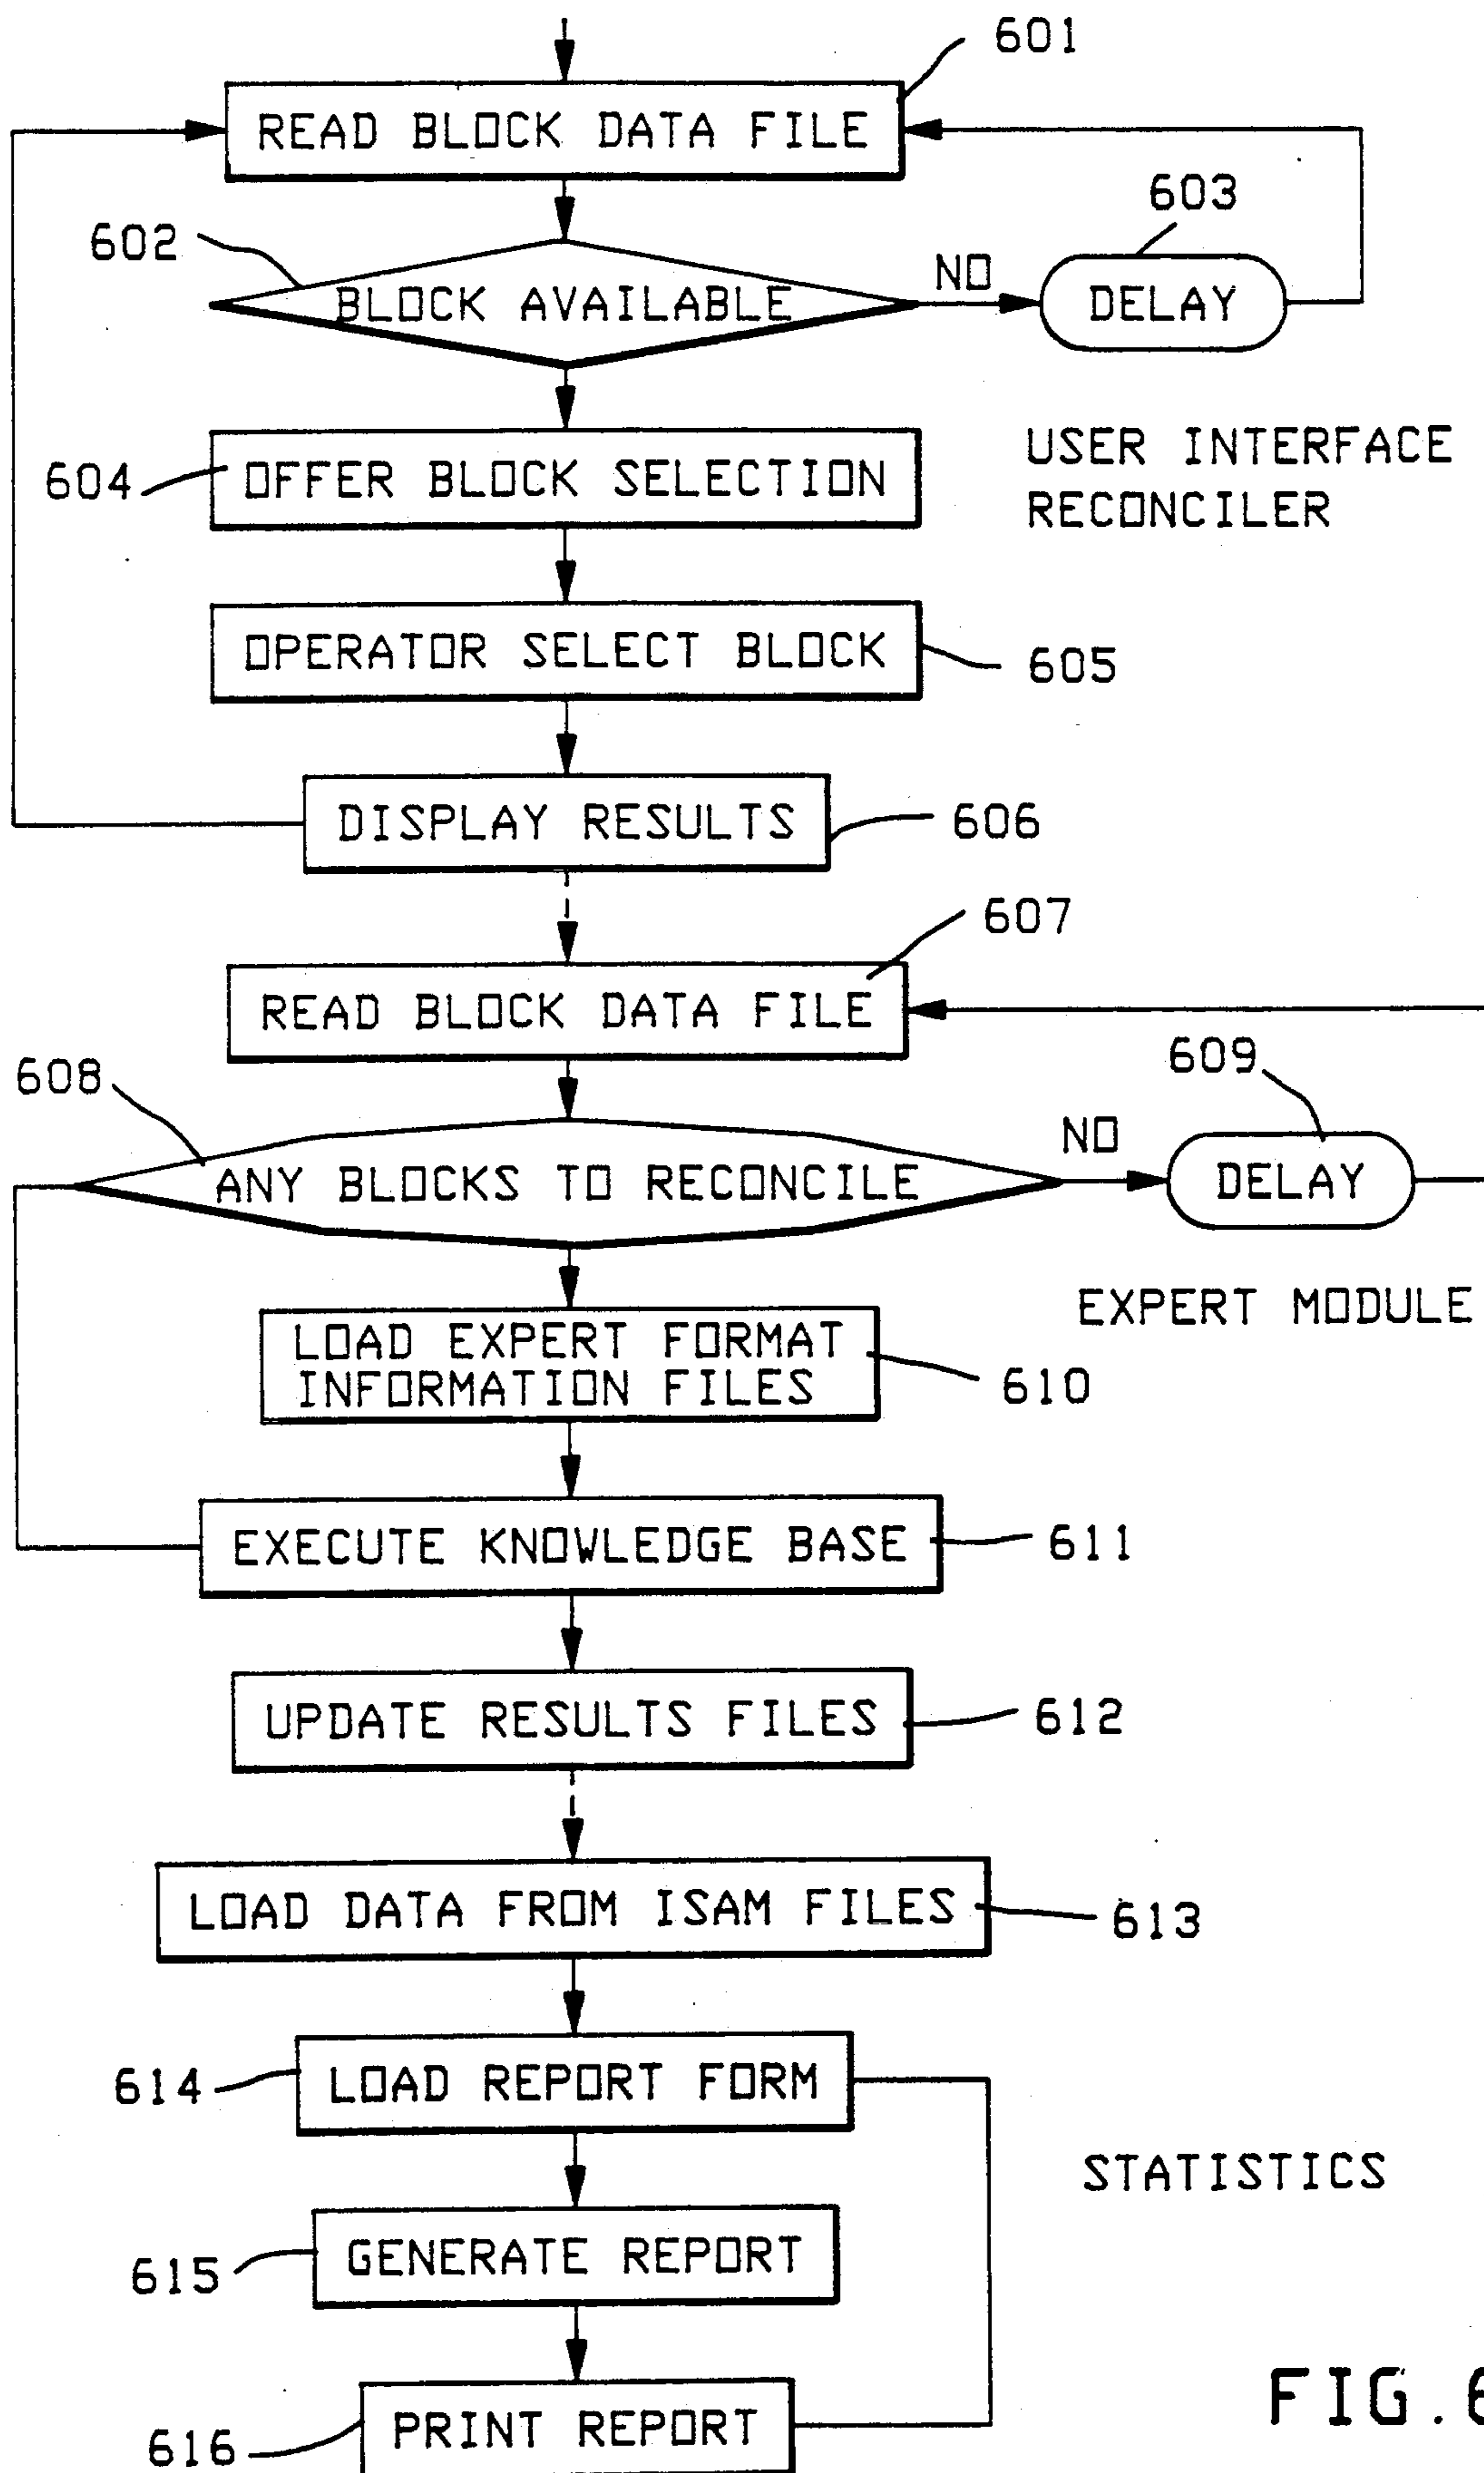 601
READ BLOCK DATA FILE
603
602
NO
BLOCK AVAILABLE
DELAY
USER INTERFACE
RECONCILER
604
OFFER BLOCK SELECTION
OPERATOR SELECT BLOCK
605
DISPLAY RESULTS
606
607
READ BLOCK DATA FILE
609
608
NO
ANY BLOCKS TO RECONCILE
DELAY
EXPERT MODULE
LOAD EXPERT FORMAT
INFORMATION FILES
610
EXECUTE KNOWLEDGE BASE
611
UPDATE RESULTS FILES
612
LOAD DATA FROM ISAM FILES
613
614
LOAD REPORT FORM
STATISTICS
615
GENERATE REPORT
616
PRINT REPORT
FIG.6